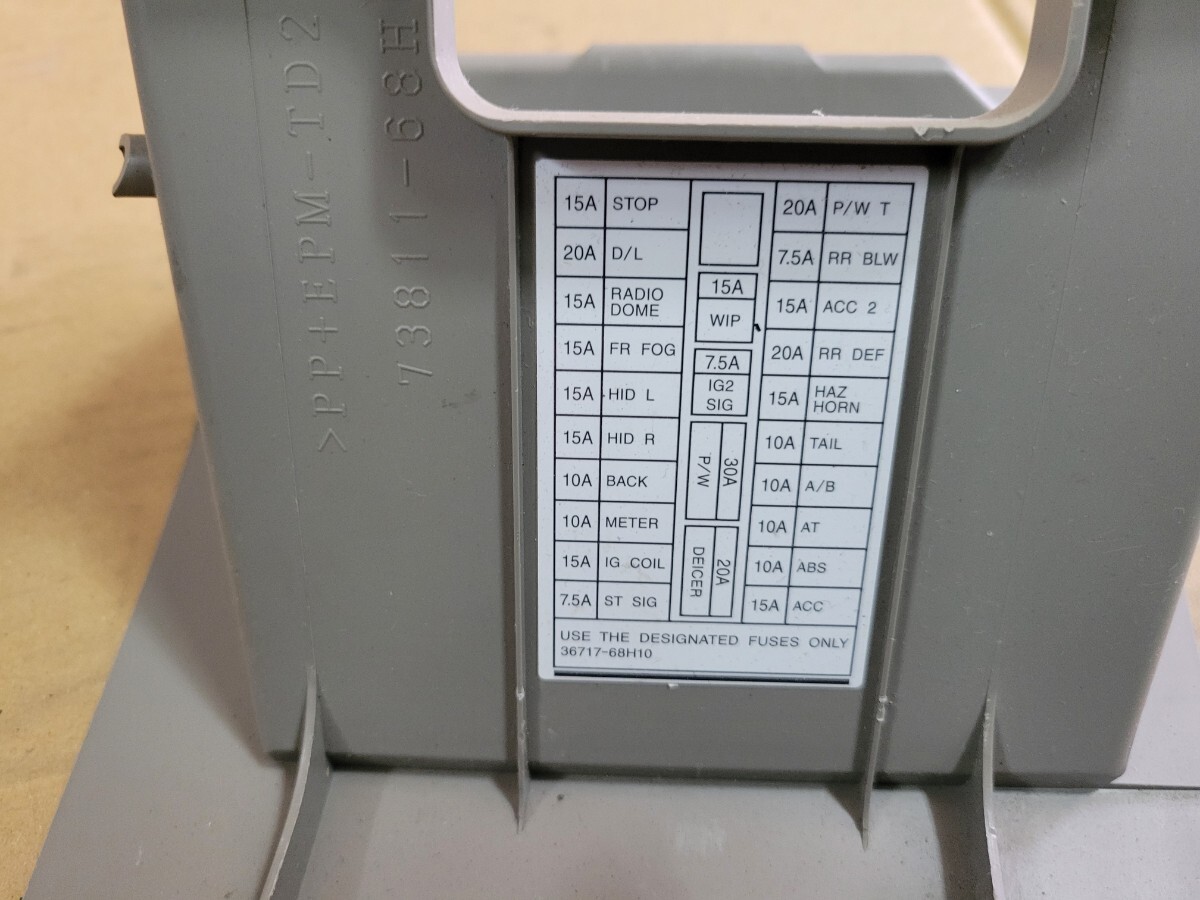 >PP+EPM-TD2
73811-68H
15A STOP
20A D/L
15A RADIO
DOME
15A FR FOG
15A HID L
15A HID R
10A BACK
10A METER
15A IG COIL
7.5A ST SIG
15A
WIP
7.5A
IG2
SIG
30A
P/W
20A
DEICER
20A P/W T
7.5A RR BLW
15A ACC 2
20A RR DEF
15A HAZ
HORN
10A TAIL
10A A/B
10A AT
10A ABS
15A ACC
USE THE DESIGNATED FUSES ONLY
36717-68H10